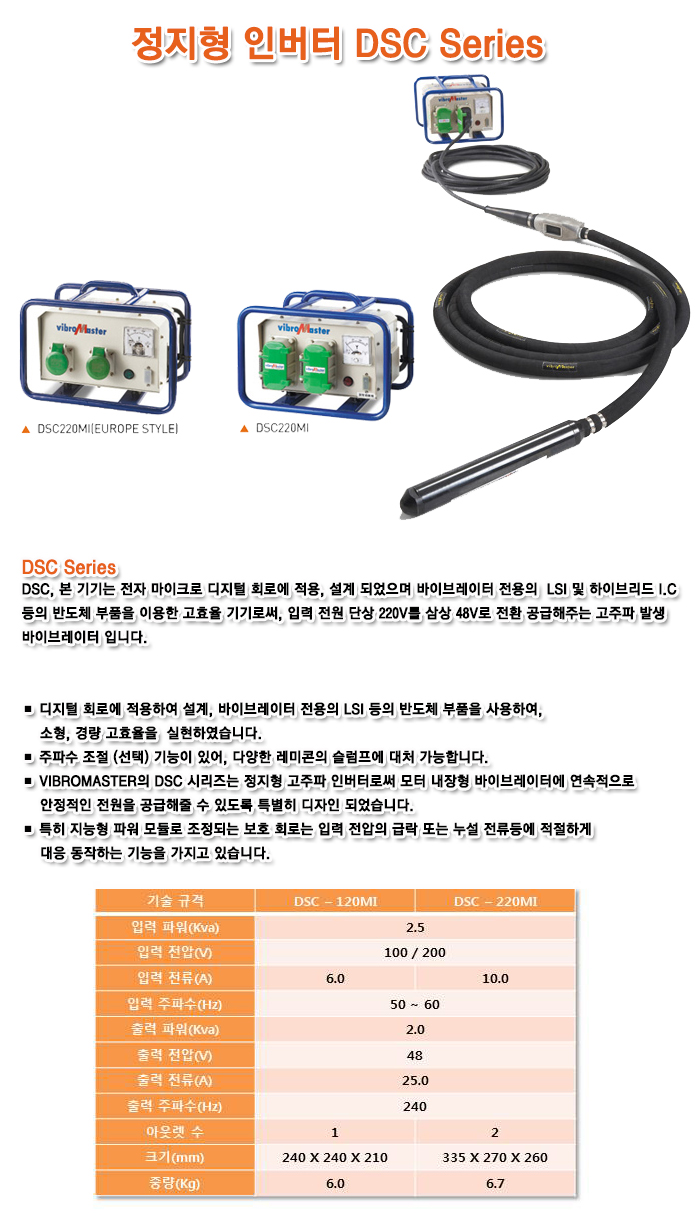 정지형 인버터 DSC Series
vibroMaster
vibroMaster
vibroMaster
vibroMaster
▲ DSC220MI(EUROPE STYLE)
▲ DSC220MI
DSC Series
DSC, 본 기기는 전자 마이크로 디지털 회로에 적용, 설계 되었으며 바이브레이터 전용의 LSI 및 하이브리드 I.C
등의 반도체 부품을 이용한 고효율 기기로써, 입력 전원 단상 220V를 삼상 48V로 전환 공급해주는 고주파 발생
바이브레이터 입니다.
■ 디지털 회로에 적용하여 설계, 바이브레이터 전용의 LSI 등의 반도체 부품을 사용하여,
소형, 경량 고효율을 실현하였습니다.
■ 주파수 조절 (선택) 기능이 있어, 다양한 레미콘의 슬럼프에 대처 가능합니다.
■ VIBROMASTER의 DSC 시리즈는 정지형 고주파 인버터로써 모터 내장형 바이브레이터에 연속적으로
안정적인 전원을 공급해줄 수 있도록 특별히 디자인 되었습니다.
■ 특히 지능형 파워 모듈로 조정되는 보호 회로는 입력 전압의 급락 또는 누설 전류등에 적절하게
대응 동작하는 기능을 가지고 있습니다.
기술 규격 DSC – 120MI DSC – 220MI
입력 파워(Kva) 2.5
입력 전압(V) 100 / 200
입력 전류(A) 6.0 10.0
입력 주파수(Hz) 50 ~ 60
출력 파워(Kva) 2.0
출력 전압(V) 48
출력 전류(A) 25.0
출력 주파수(Hz) 240
아웃렛 수 1 2
크기(mm) 240 X 240 X 210 335 X 270 X 260
중량(Kg) 6.0 6.7